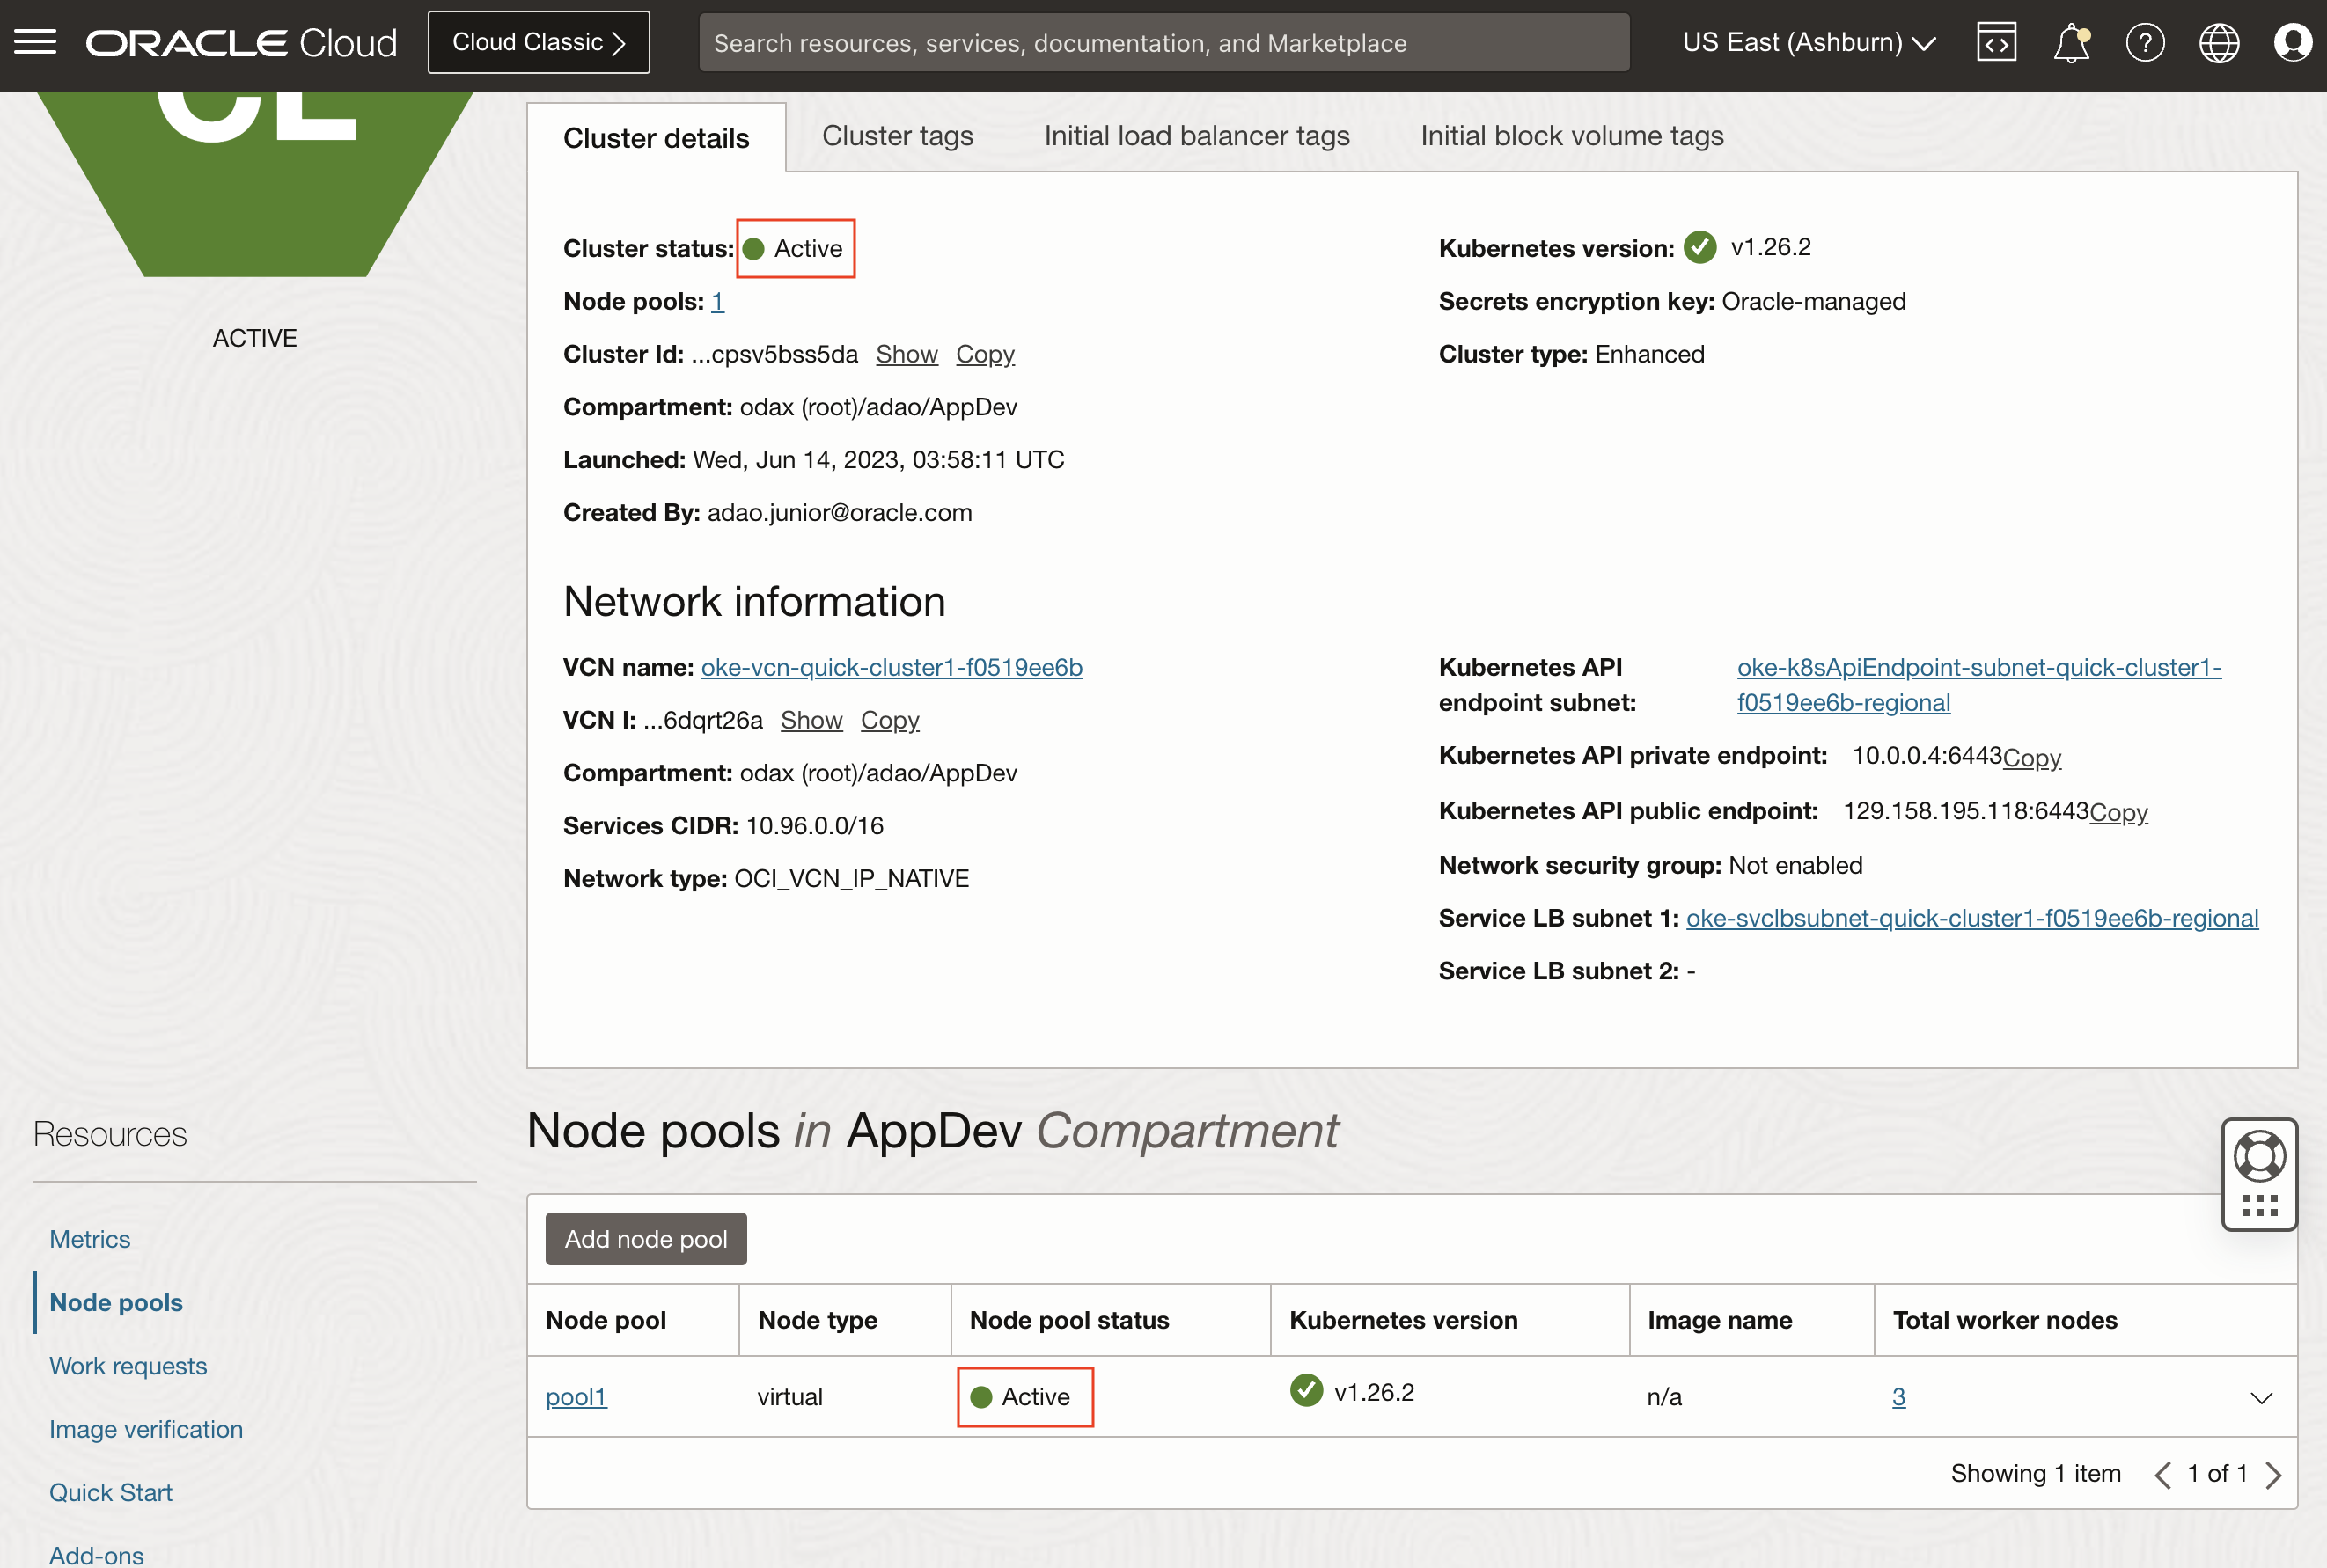 ORACLE Cloud
Cloud Classic
Search resources, services, documentation, and Marketplace
US East (Ashburn)
CL
ACTIVE
Cluster details
Cluster tags
Initial load balancer tags
Initial block volume tags
Cluster status: Active
Node pools: 1
Cluster Id: ...cpsv5bss5da Show Copy
Compartment: odax (root)/adao/AppDev
Launched: Wed, Jun 14, 2023, 03:58:11 UTC
Created By: adao.junior@oracle.com
Kubernetes version: v1.26.2
Secrets encryption key: Oracle-managed
Cluster type: Enhanced
Network information
VCN name: oke-vcn-quick-cluster1-f0519ee6b
VCN I: ...6dqrt26a Show Copy
Compartment: odax (root)/adao/AppDev
Services CIDR: 10.96.0.0/16
Network type: OCI_VCN_IP_NATIVE
Kubernetes API oke-k8sApiEndpoint-subnet-quick-cluster1-
endpoint subnet: f0519ee6b-regional
Kubernetes API private endpoint: 10.0.0.4:6443Copy
Kubernetes API public endpoint: 129.158.195.118:6443Copy
Network security group: Not enabled
Service LB subnet 1: oke-svclbsubnet-quick-cluster1-f0519ee6b-regional
Service LB subnet 2: -
Resources
Metrics
Node pools
Work requests
Image verification
Quick Start
Add-ons
Node pools in AppDev Compartment
Add node pool
Node pool Node type Node pool status Kubernetes version Image name Total worker nodes
pool1 virtual Active v1.26.2 n/a 3
Showing 1 item 1 of 1